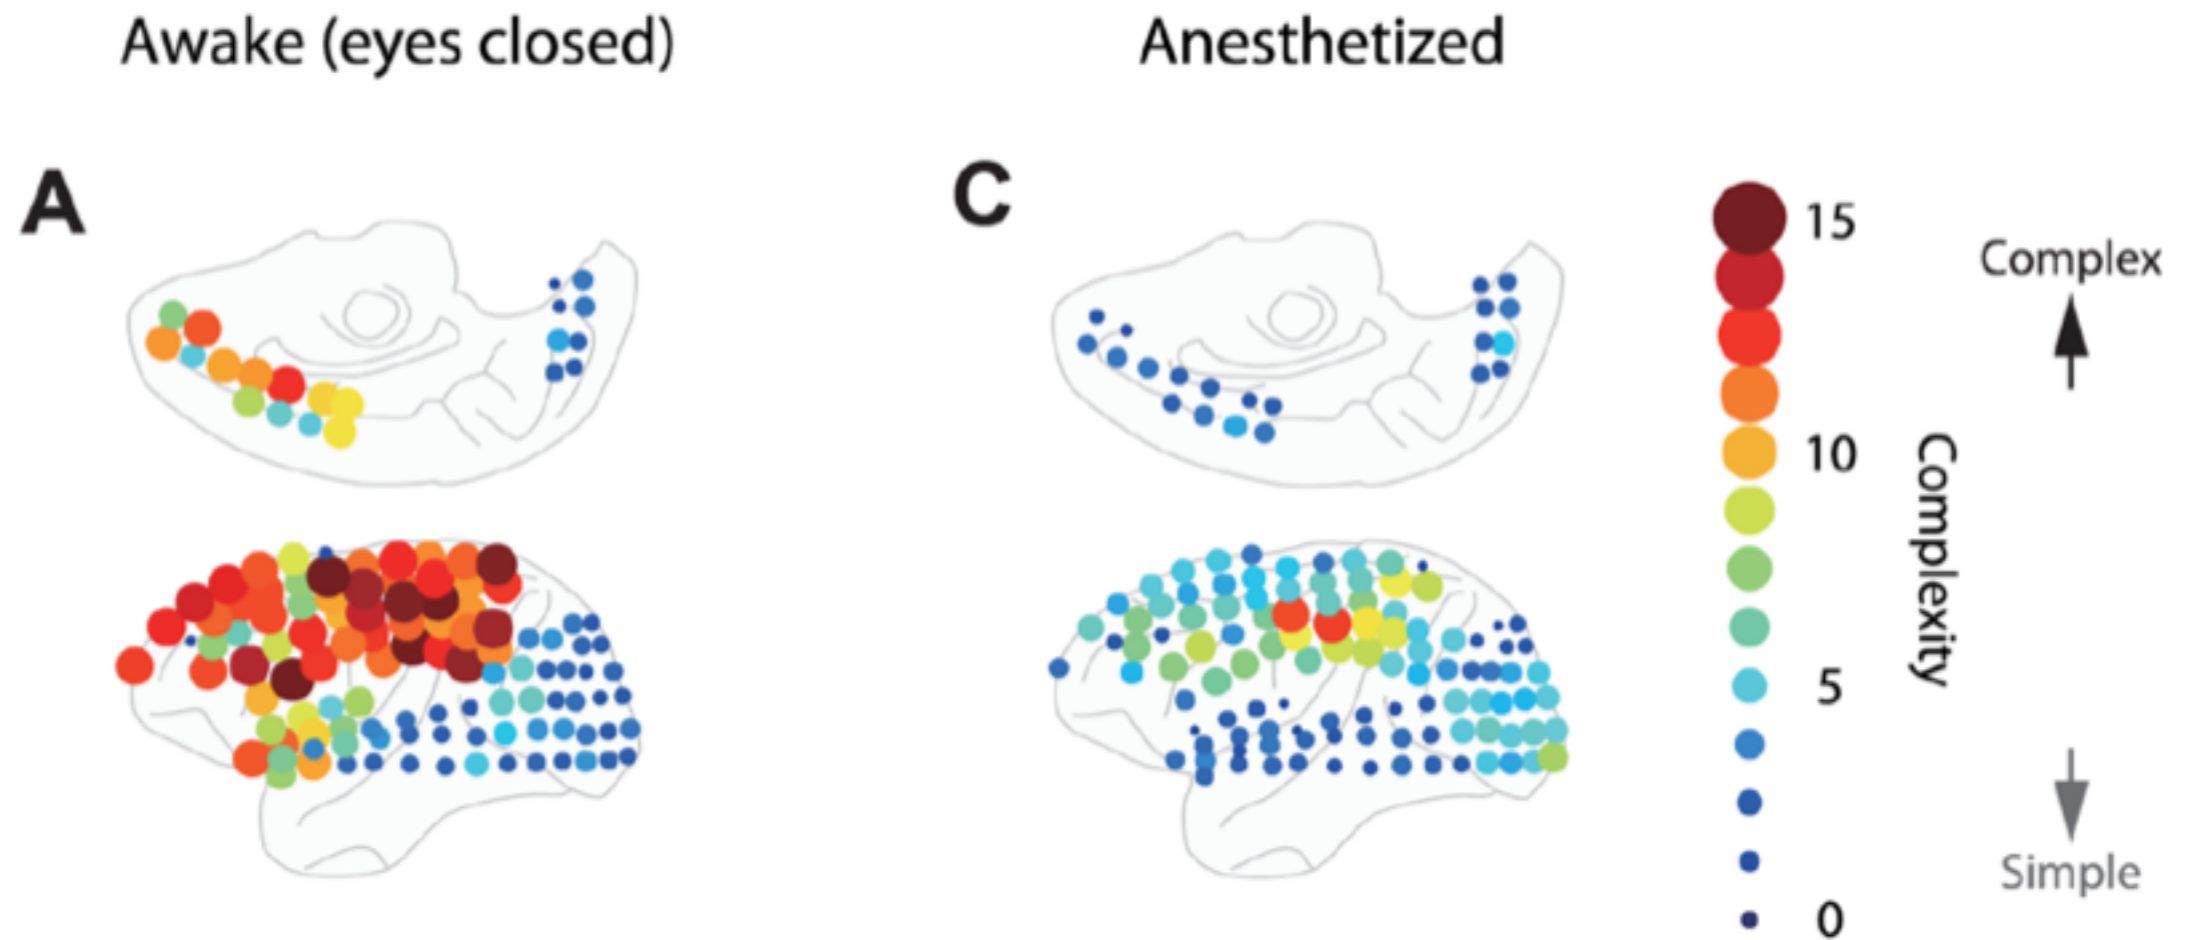 Awake (eyes closed)
Anesthetized
A
C
15
10
5
0
Complexity
Complex
Simple